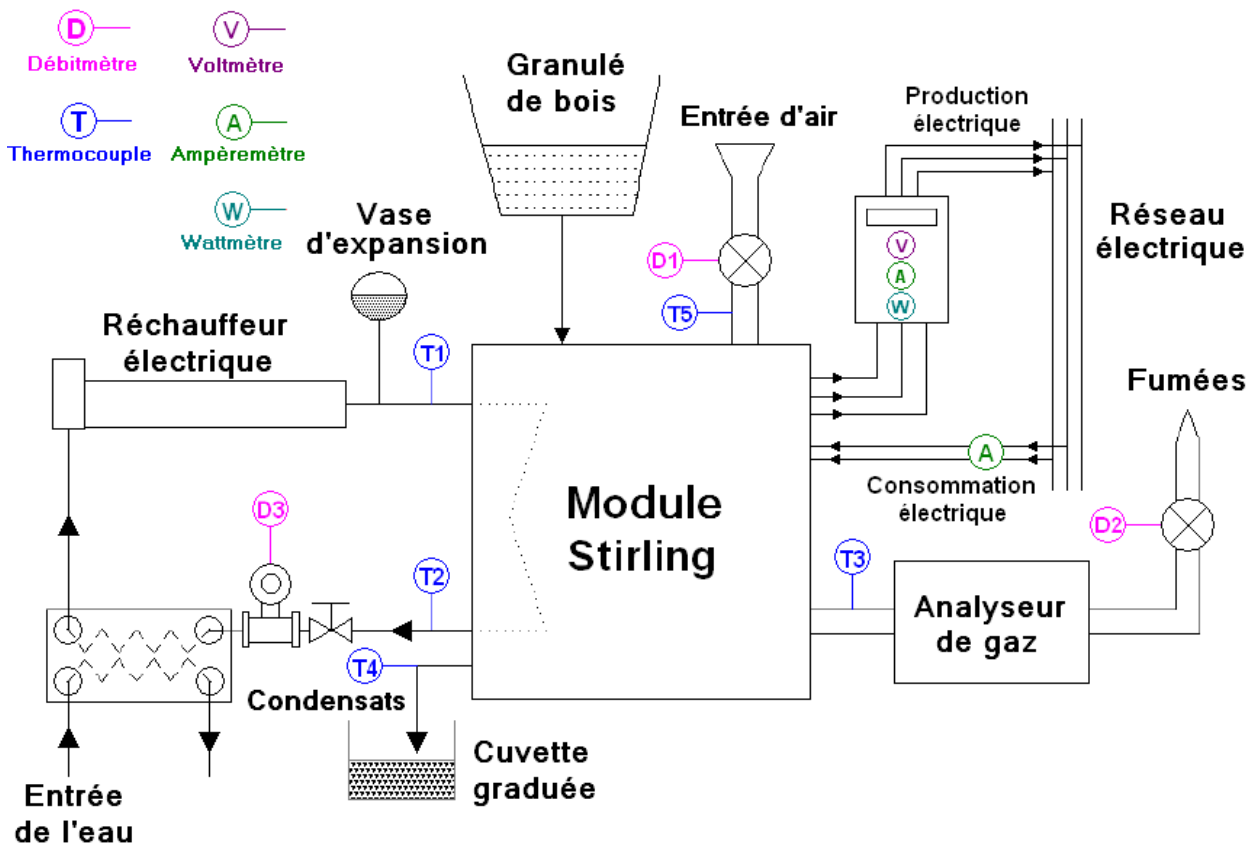 D
Débitmètre
V
Voltmètre
T
Thermocouple
A
Ampèremètre
W
Wattmètre
Granulé
de bois
Entrée d'air
Production
électrique
Réseau
électrique
Vase
d'expansion
D1
T5
V
A
W
Réchauffeur
électrique
T1
Fumées
A
Consommation
électrique
Module
Stirling
D3
D2
T2
T3
Analyseur
de gaz
T4
Condensats
Cuvette
graduée
Entrée
de l'eau